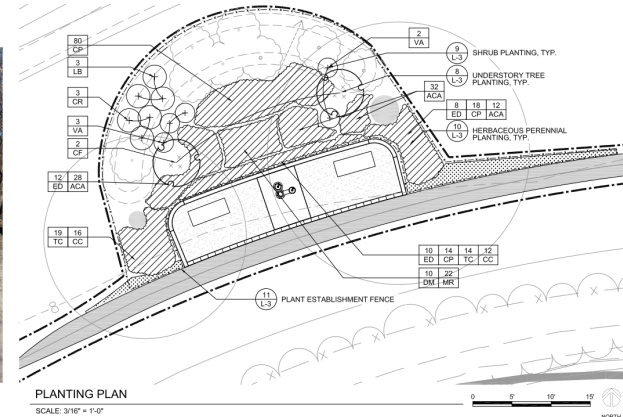 80
CP
3
LB
3
CR
3
VA
2
CF
12 28
ED ACA
19 16
TC CC
2
VA
9
L-3 SHRUB PLANTING, TYP.
8
L-3 UNDERSTORY TREE
PLANTING, TYP.
32
ACA
8 18 12
ED CP ACA
10
L-3 HERBACEOUS PERENNIAL
PLANTING, TYP.
10 14 14 12
ED CP TC CC
10 22
DM MR
11
L-3 PLANT ESTABLISHMENT FENCE
PLANTING PLAN
SCALE: 3/16" = 1'-0"
0 5' 10' 15'
NORTH